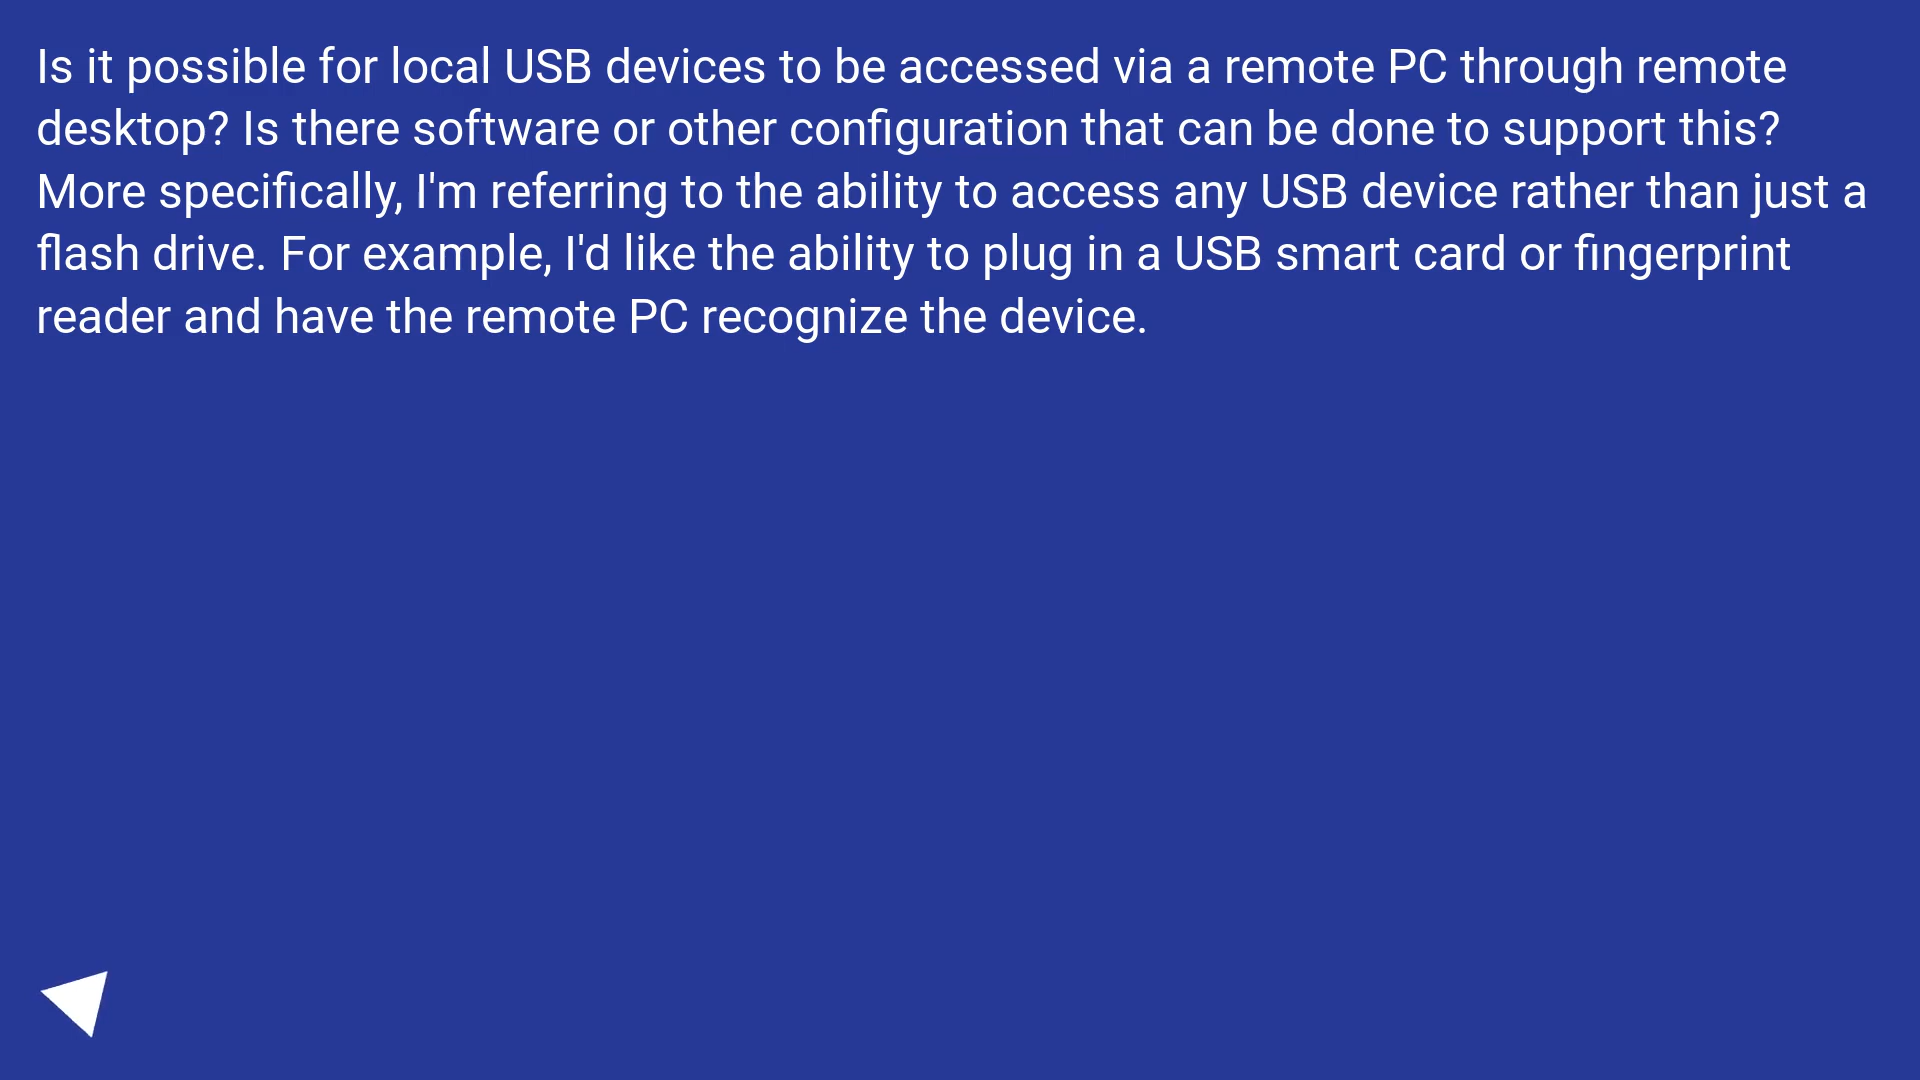 Is it possible for local USB devices to be accessed via a remote PC through remote
desktop? Is there software or other configuration that can be done to support this?
More specifically, I'm referring to the ability to access any USB device rather than just a
flash drive. For example, I'd like the ability to plug in a USB smart card or fingerprint
reader and have the remote PC recognize the device.